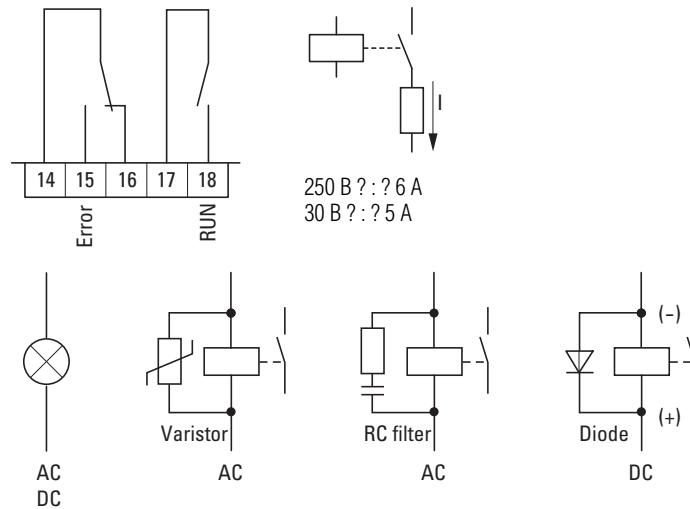 14 15 16 17 18
Error
RUN
I
250 B ? : ? 6 A
30 B ? : ? 5 A
(-)
(+)
Varistor
RC filter
Diode
AC
DC
AC
AC
DC